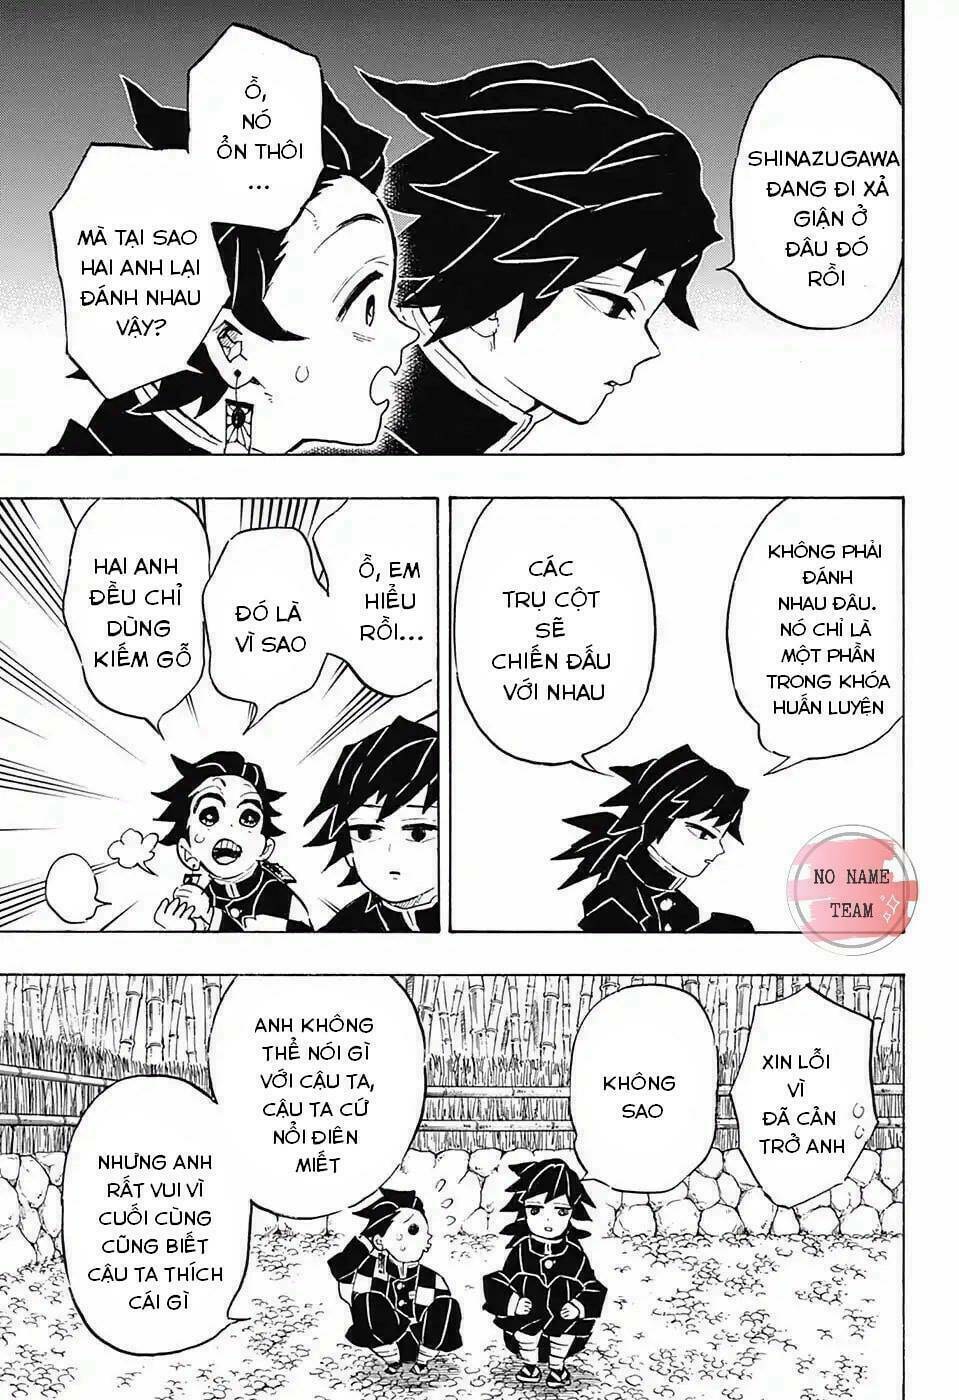 SHINAZUGAWA
ĐANG ĐI XẢ
GIẬN Ở
ĐÂU ĐÓ
RỒI
Ồ,
NÓ
ỔN THÔI
...
MÀ TẠI SAO
HAI ANH LẠI
ĐÁNH NHAU
VẬY?
KHÔNG PHẢI
ĐÁNH
NHAU ĐÂU.
NÓ CHỈ LÀ
MỘT PHẦN
TRONG KHÓA
HUẤN LUYỆN
CÁC
TRỤ CỘT
SẼ
CHIẾN ĐẤU
VỚI NHAU
Ồ, EM
HIỂU
RỒI...
ĐÓ LÀ
VÌ SAO
HAI ANH
ĐỀU CHỈ
DÙNG
KIẾM GỖ
NO NAME
TEAM
XIN LỖI
VÌ
ĐÃ CẢN
TRỞ ANH
KHÔNG
SAO
ANH KHÔNG
THỂ NÓI GÌ
VỚI CẬU TA,
CẬU TA CỨ
NỔI ĐIÊN
MIẾT
NHƯNG ANH
RẤT VUI VÌ
CUỐI CÙNG
CŨNG BIẾT
CẬU TA THÍCH
CÁI GÌ